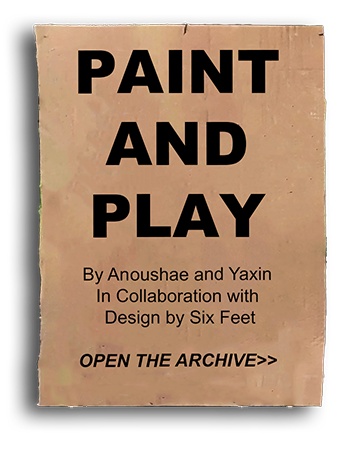 PAINT
AND
PLAY
By Anoushae and Yaxin
In Collaboration with
Design by Six Feet
OPEN THE ARCHIVE>>